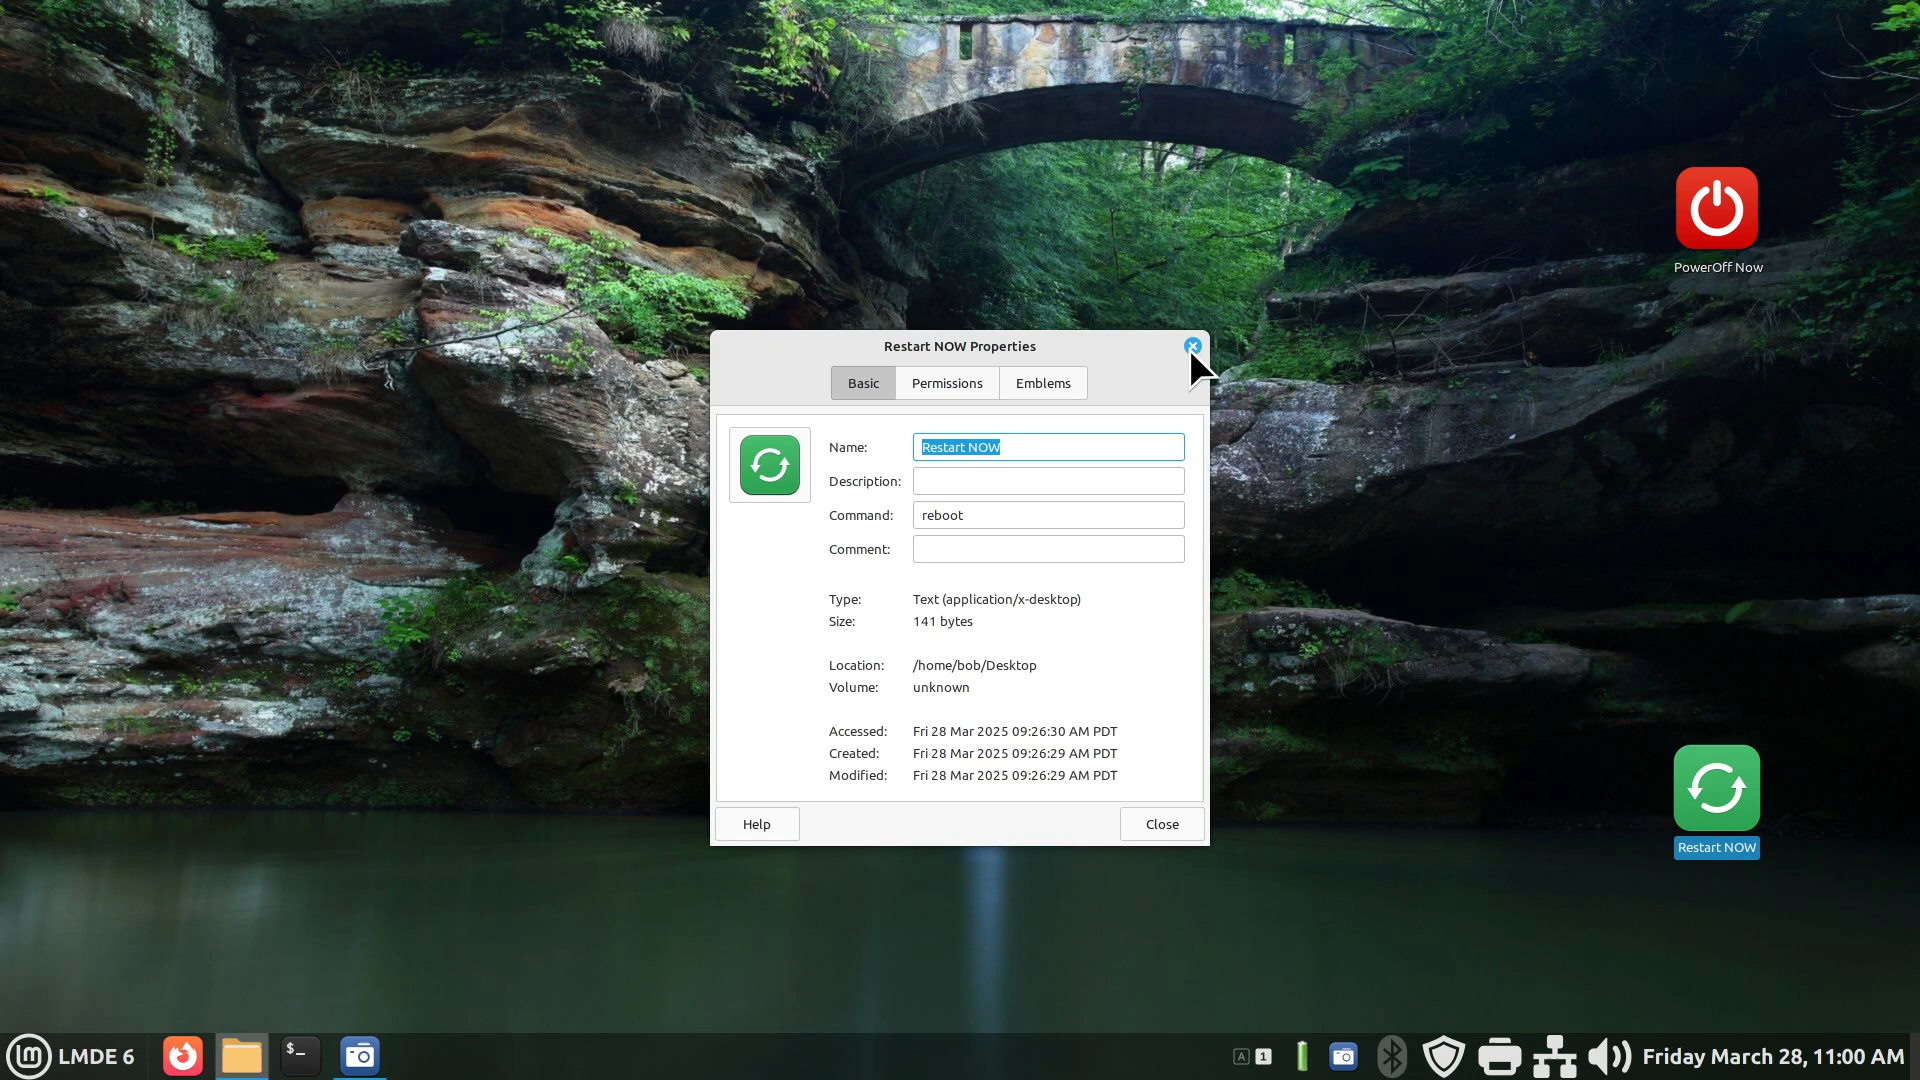 PowerOff Now
Restart NOW Properties
Basic Permissions Emblems
Name: Restart NOW
Description:
Command: reboot
Comment:
Type: Text (application/x-desktop)
Size: 141 bytes
Location: /home/bob/Desktop
Volume: unknown
Accessed: Fri 28 Mar 2025 09:26:30 AM PDT
Created: Fri 28 Mar 2025 09:26:29 AM PDT
Modified: Fri 28 Mar 2025 09:26:29 AM PDT
Help Close
Restart NOW
lm LMDE 6 $_ A 1 Friday March 28, 11:00 AM